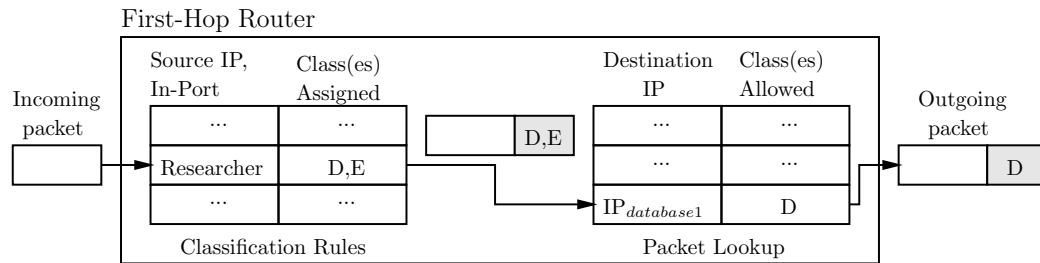 First-Hop Router
Source IP,
In-Port
Class(es)
Assigned
Destination
IP
Class(es)
Allowed
Incoming
packet
Outgoing
packet
... ... ... ...
D,E
Researcher D,E ... ... D
... ... IP_database1 D
Classification Rules Packet Lookup